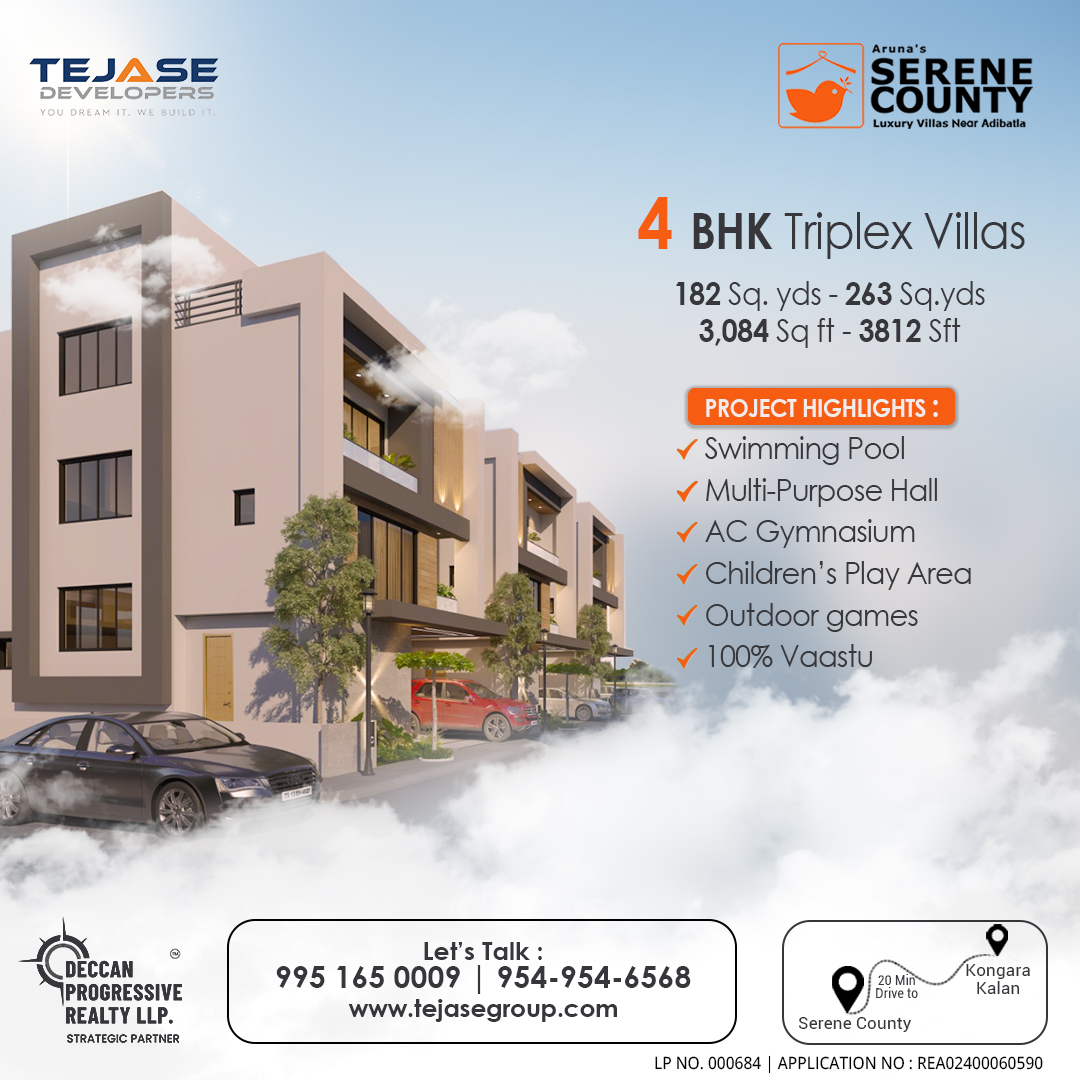 TEJASE
DEVELOPERS
YOU DREAM IT. WE BUILD IT.
Aruna's
SERENE
COUNTY
Luxury Villas Near Adibatla
4 BHK Triplex Villas
182 Sq. yds - 263 Sq.yds
3,084 Sq ft - 3812 Sft
PROJECT HIGHLIGHTS :
Swimming Pool
Multi-Purpose Hall
AC Gymnasium
Children's Play Area
Outdoor games
100% Vaastu
DECCAN
PROGRESSIVE
REALTY LLP.
STRATEGIC PARTNER
TM
Let's Talk :
995 165 0009 | 954-954-6568
www.tejasegroup.com
Kongara
Kalan
20 Min
Drive to
Serene County
LP NO. 000684 | APPLICATION NO : REA02400060590